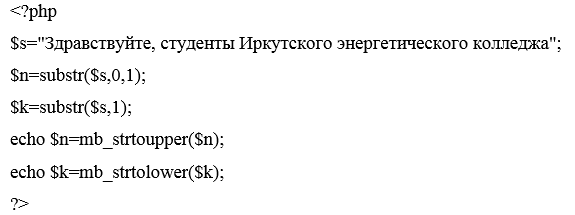 <?php
$s="Здравствуйте, студенты Иркутского энергетического колледжа";
$n=substr($s,0,1);
$k=substr($s,1);
echo $n=mb_strtoupper($n);
echo $k=mb_strtolower($k);
?>